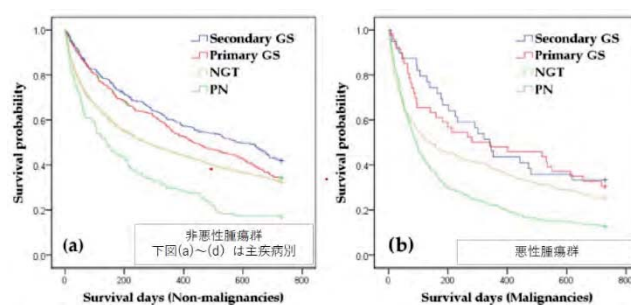 Survival probability
1.0
0.8
0.6
0.4
0.2
0.0
Secondary GS
Primary GS
NGT
PN
(a)
非悪性腫瘍群
下図(a)～(d) は主疾病別
0 200 400 600 800
Survival days (Non-malignancies)
Survival probability
1.0
0.8
0.6
0.4
0.2
0.0
Secondary GS
Primary GS
NGT
PN
(b)
悪性腫瘍群
0 200 400 600 800
Survival days (Malignancies)